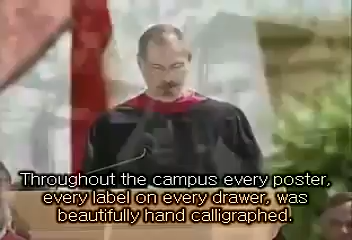 Throughout the campus every poster,
every label on every drawer, was
beautifully hand calligraphed.